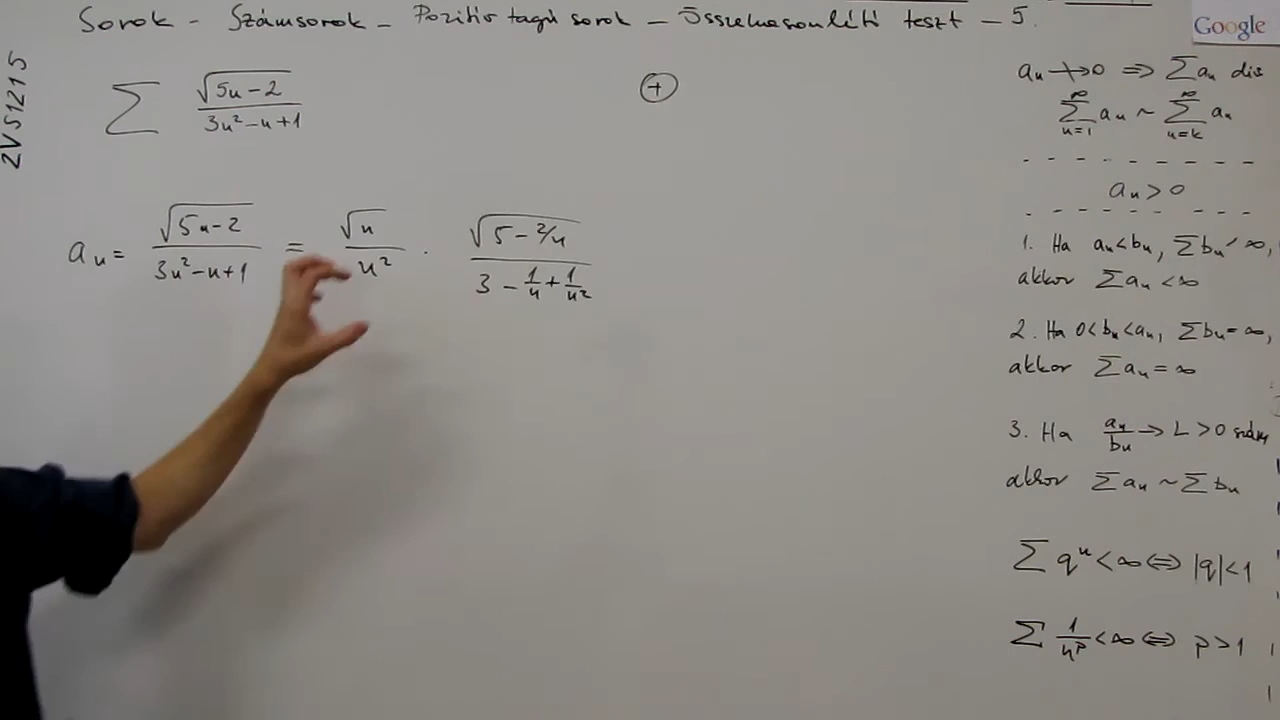 Sorok - Számsorok - Pozitív tagú sorok - Összehasonlító teszt - 5.
Google
2V51215
∑ √(5n-2) / (3n²-n+1)
⊕
aₙ = √(5n-2) / (3n²-n+1) = √n / n² · √(5-2/n) / (3 - 1/n + 1/n²)
aₙ ↛ 0 ⇒ ∑aₙ div
∞∑n=1 aₙ ~ ∞∑n=k aₙ
aₙ > 0
1. Ha aₙ<bₙ, ∑bₙ<∞,
akkor ∑aₙ <∞
2. Ha 0<bₙ<aₙ, ∑bₙ=∞,
akkor ∑aₙ = ∞
3. Ha aₙ/bₙ → L >0 szám
akkor ∑aₙ ~ ∑bₙ
∑qⁿ<∞ ⇔ |q|<1
∑ 1/nᵖ <∞ ⇔ p>1